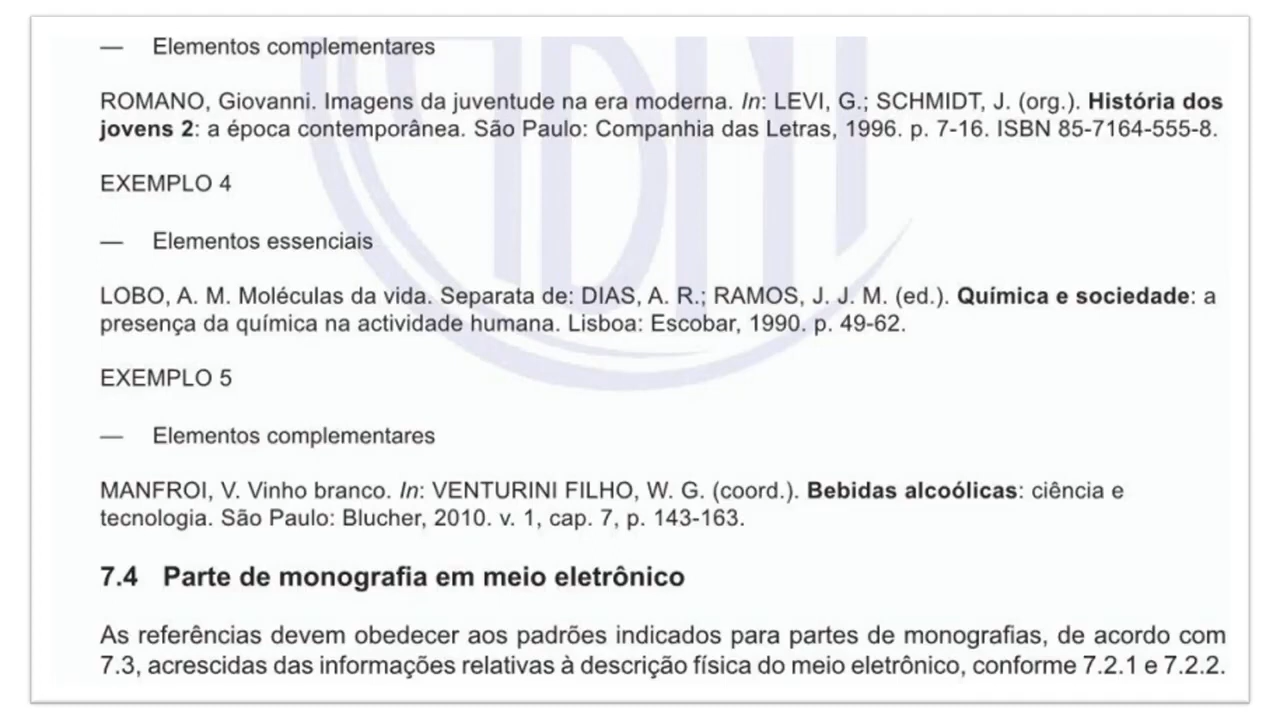 — Elementos complementares
ROMANO, Giovanni. Imagens da juventude na era moderna. In: LEVI, G.; SCHMIDT, J. (org.). História dos
jovens 2: a época contemporânea. São Paulo: Companhia das Letras, 1996. p. 7-16. ISBN 85-7164-555-8.
EXEMPLO 4
— Elementos essenciais
LOBO, A. M. Moléculas da vida. Separata de: DIAS, A. R.; RAMOS, J. J. M. (ed.). Química e sociedade: a
presença da química na actividade humana. Lisboa: Escobar, 1990. p. 49-62.
EXEMPLO 5
— Elementos complementares
MANFROI, V. Vinho branco. In: VENTURINI FILHO, W. G. (coord.). Bebidas alcoólicas: ciência e
tecnologia. São Paulo: Blucher, 2010. v. 1, cap. 7, p. 143-163.
7.4 Parte de monografia em meio eletrônico
As referências devem obedecer aos padrões indicados para partes de monografias, de acordo com
7.3, acrescidas das informações relativas à descrição física do meio eletrônico, conforme 7.2.1 e 7.2.2.